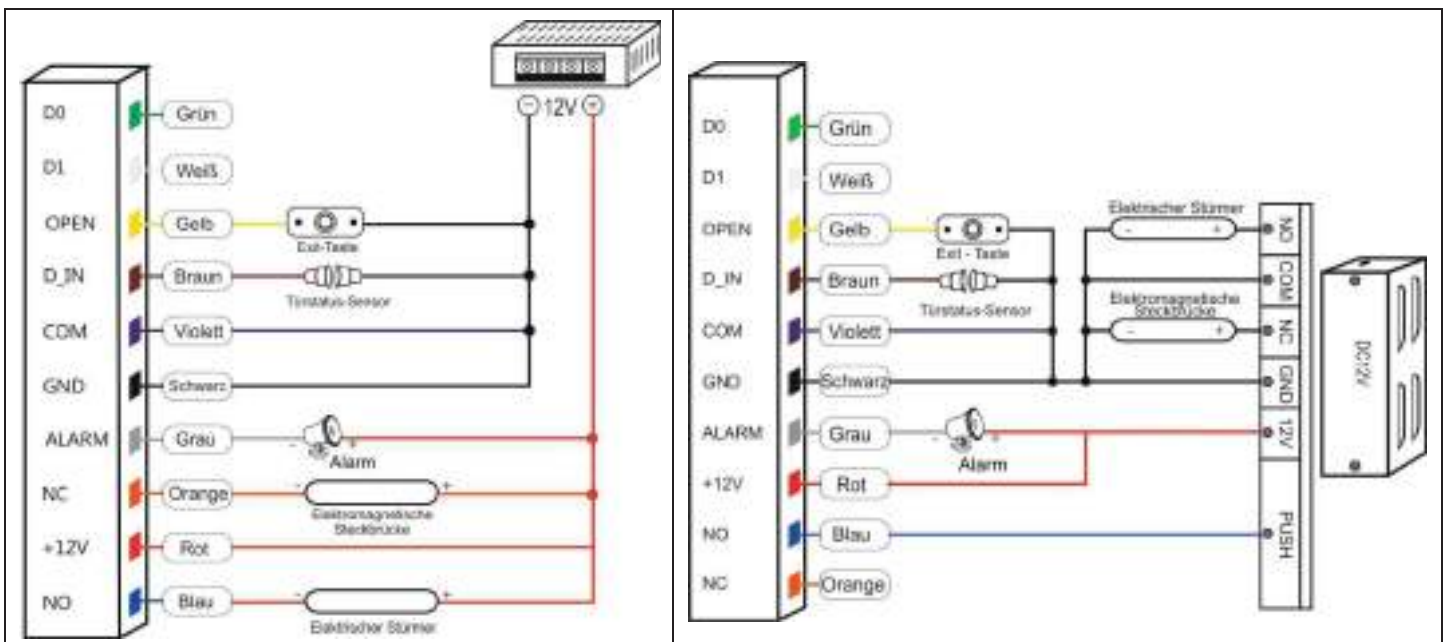 12V
D0 Grün
D1 Weiß
OPEN Gelb
Exit-Taste
D_IN Braun
Türstatus-Sensor
COM Violett
GND Schwarz
ALARM Grau
- +
Alarm
NC Orange
- +
Elektromagnetische
Steckbrücke
+12V Rot
NO Blau
- +
Elektrischer Stürmer
D0 Grün
D1 Weiß
OPEN Gelb
Exit - Taste
D_IN Braun
Türstatus-Sensor
COM Violett
GND Schwarz
ALARM Grau
- +
Alarm
+12V Rot
NO Blau
NC Orange
Elektrischer Stürmer
- +
Elektromagnetische
Steckbrücke
- +
NO
COM
NC
GND
12V
PUSH
DC12V